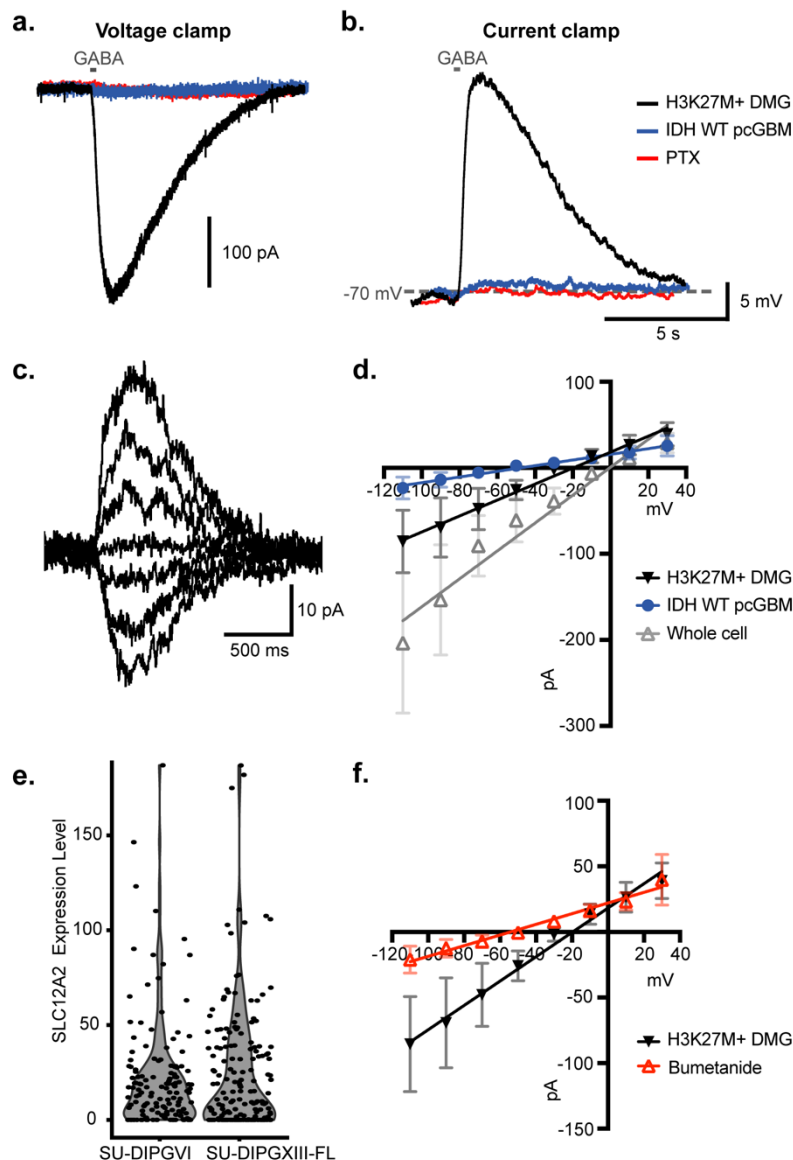 a.
Voltage clamp
GABA
100 pA
b.
Current clamp
GABA
H3K27M+ DMG
IDH WT pcGBM
PTX
-70 mV
5 mV
5 s
c.
10 pA
500 ms
d.
100
-120 -100 -80 -60 -40 -20 20 40
mV
-100
-200
-300
pA
H3K27M+ DMG
IDH WT pcGBM
Whole cell
e.
SLC12A2 Expression Level
150
100
50
0
SU-DIPGVI SU-DIPGXIII-FL
f.
100
50
-120 -100 -80 -60 -40 -20 20 40
mV
-50
-100
-150
pA
H3K27M+ DMG
Bumetanide